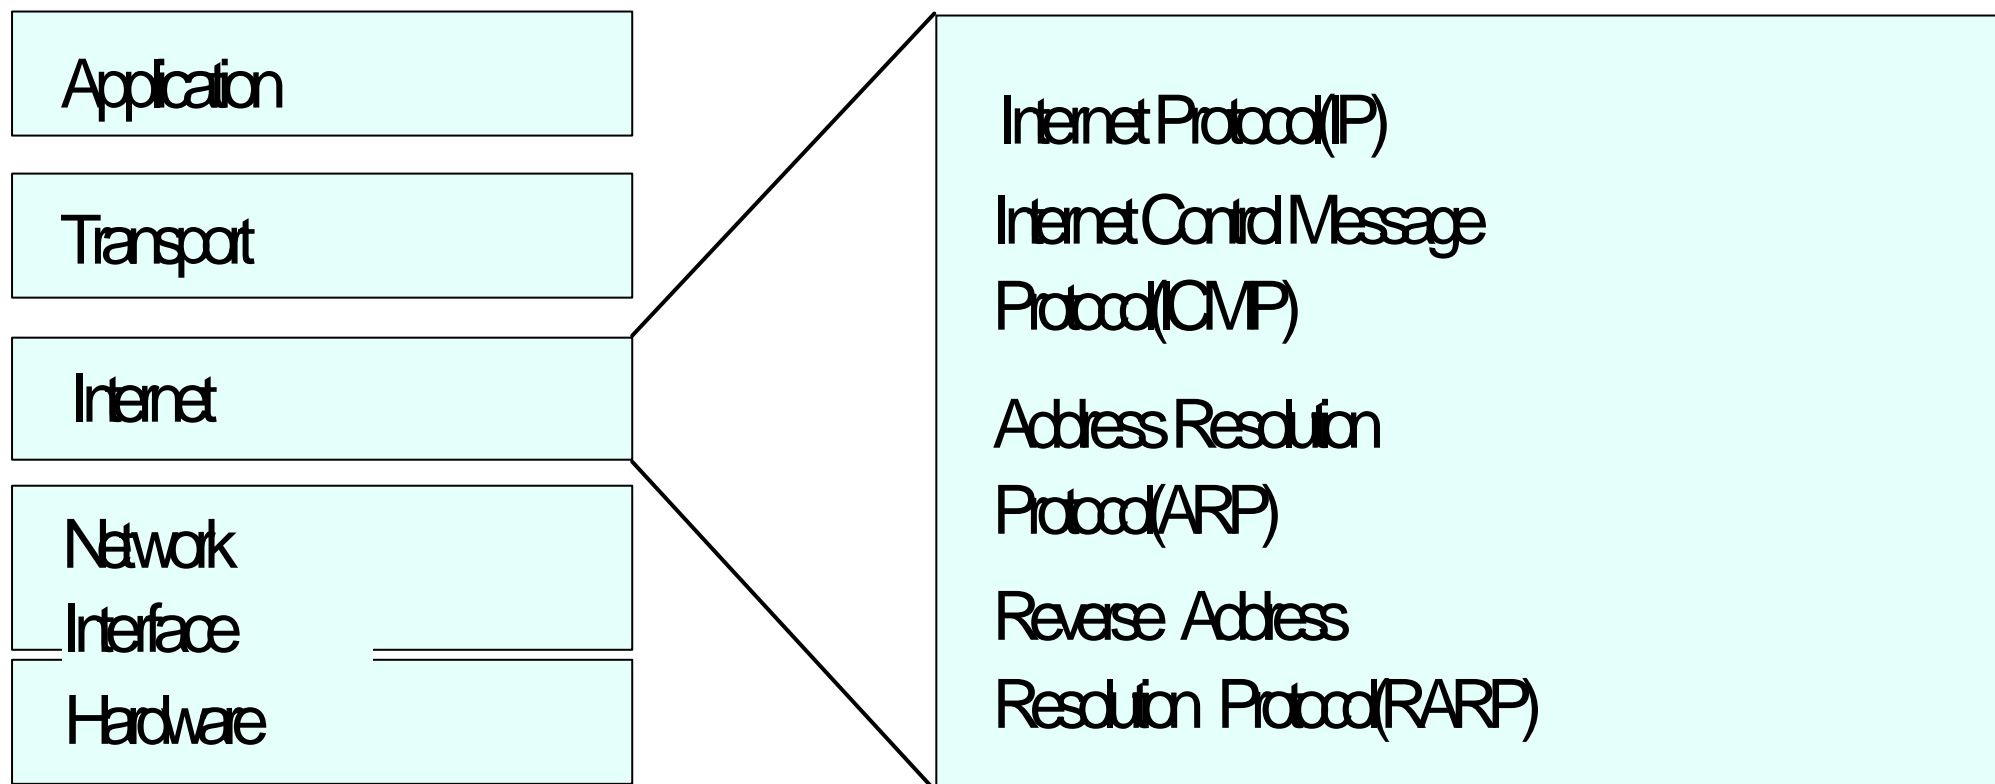 Application
Transport
Internet
Network
Interface
Hardware
Internet Protocol(IP)
Internet Control Message
Protocol(ICMP)
Address Resolution
Protocol(ARP)
Reverse Address
Resolution Protocol(RARP)